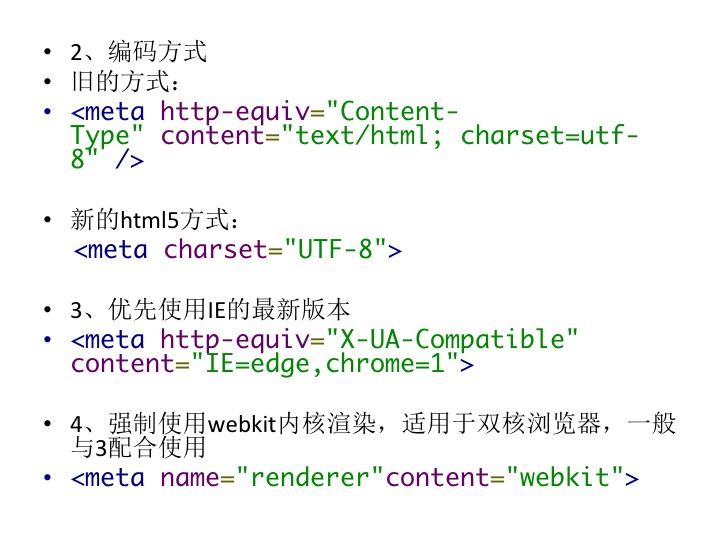 • 2、编码方式
• 旧的方式：
• <meta http-equiv="Content-
Type" content="text/html; charset=utf-
8" />
• 新的html5方式：
<meta charset="UTF-8">
• 3、优先使用IE的最新版本
• <meta http-equiv="X-UA-Compatible"
content="IE=edge,chrome=1">
• 4、强制使用webkit内核渲染，适用于双核浏览器，一般
与3配合使用
• <meta name="renderer"content="webkit">